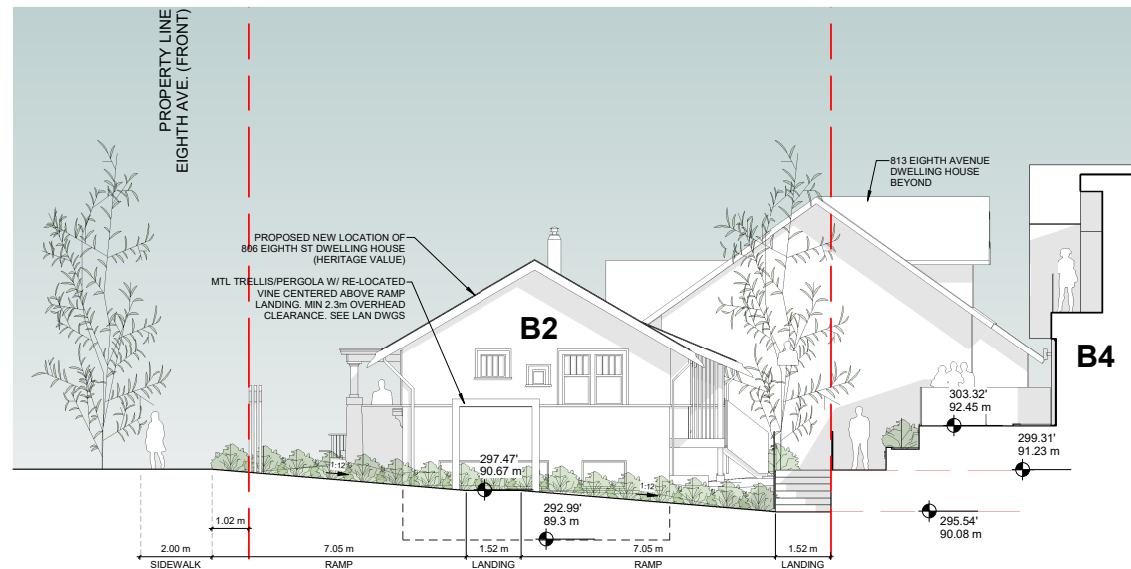 PROPERTY LINE
EIGHTH AVE. (FRONT)
813 EIGHTH AVENUE
DWELLING HOUSE
BEYOND
PROPOSED NEW LOCATION OF
806 EIGHTH ST DWELLING HOUSE
(HERITAGE VALUE)
MTL TRELLIS/PERGOLA W/ RE-LOCATED
VINE CENTERED ABOVE RAMP
LANDING. MIN 2.3m OVERHEAD
CLEARANCE. SEE LAN DWGS
B2
B4
303.32'
92.45 m
299.31'
91.23 m
297.47'
90.67 m
1:12
1:12
292.99'
89.3 m
295.54'
90.08 m
1.02 m
2.00 m
7.05 m
1.52 m
7.05 m
1.52 m
SIDEWALK
RAMP
LANDING
RAMP
LANDING